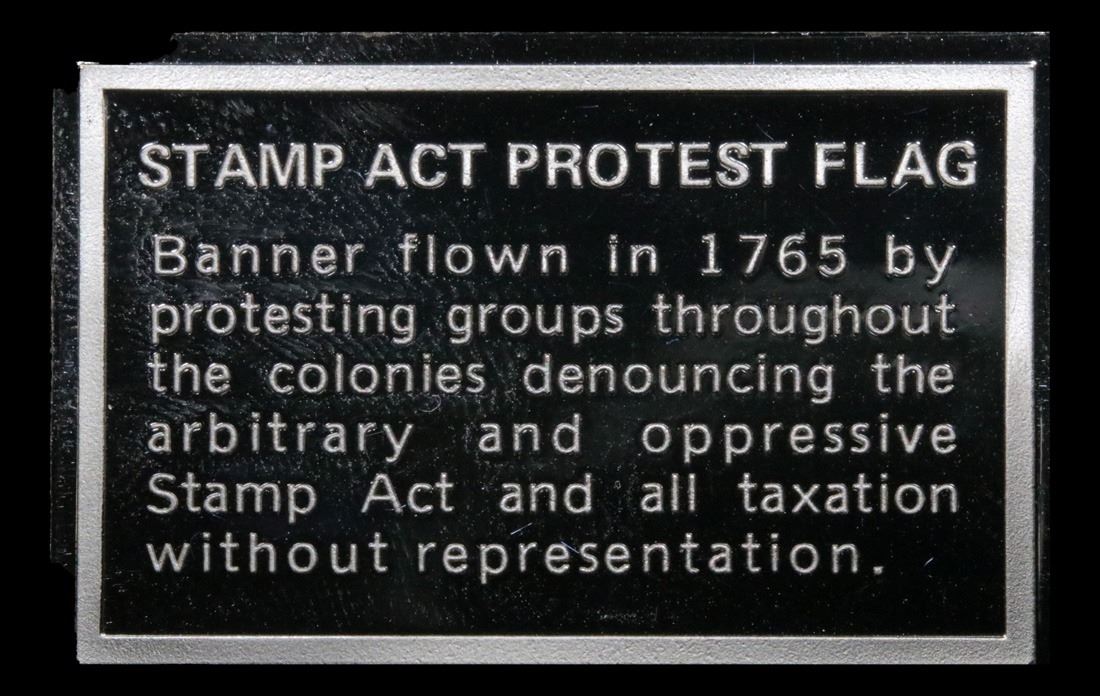 STAMP ACT PROTEST FLAG
Banner flown in 1765 by
protesting groups throughout
the colonies denouncing the
arbitrary and oppressive
Stamp Act and all taxation
without representation.